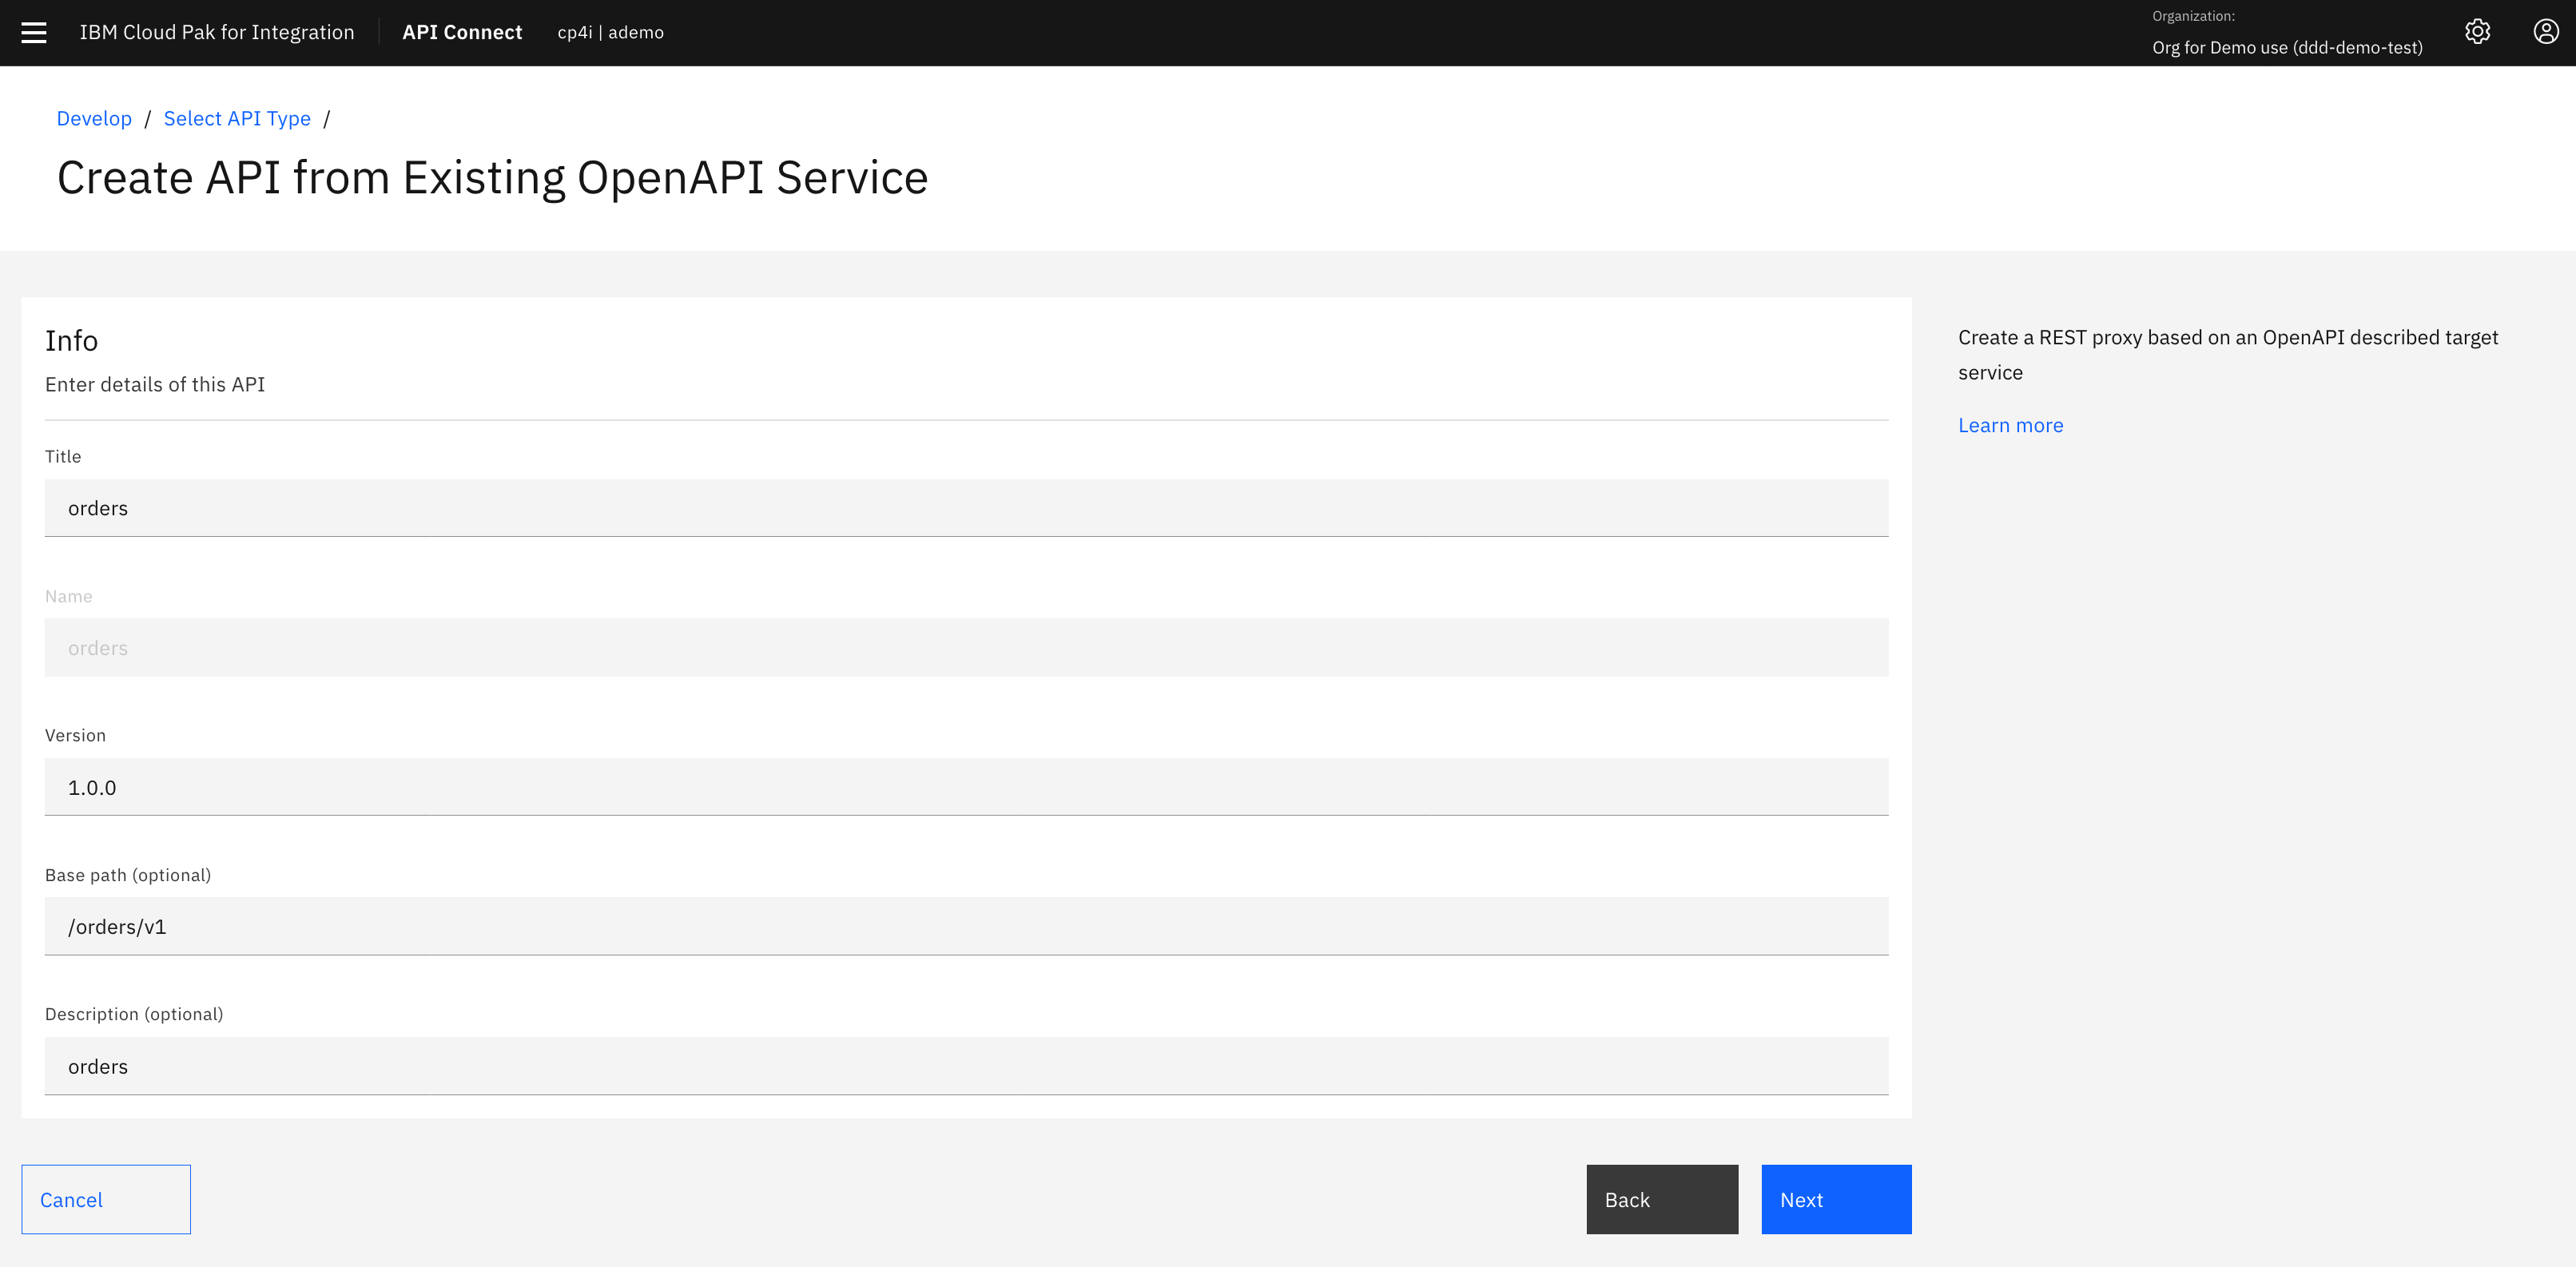 IBM Cloud Pak for Integration
API Connect
cp4i | ademo
Organization:
Org for Demo use (ddd-demo-test)
Develop / Select API Type /
Create API from Existing OpenAPI Service
Info
Enter details of this API
Title
orders
Name
orders
Version
1.0.0
Base path (optional)
/orders/v1
Description (optional)
orders
Cancel
Back
Next
Create a REST proxy based on an OpenAPI described target
service
Learn more